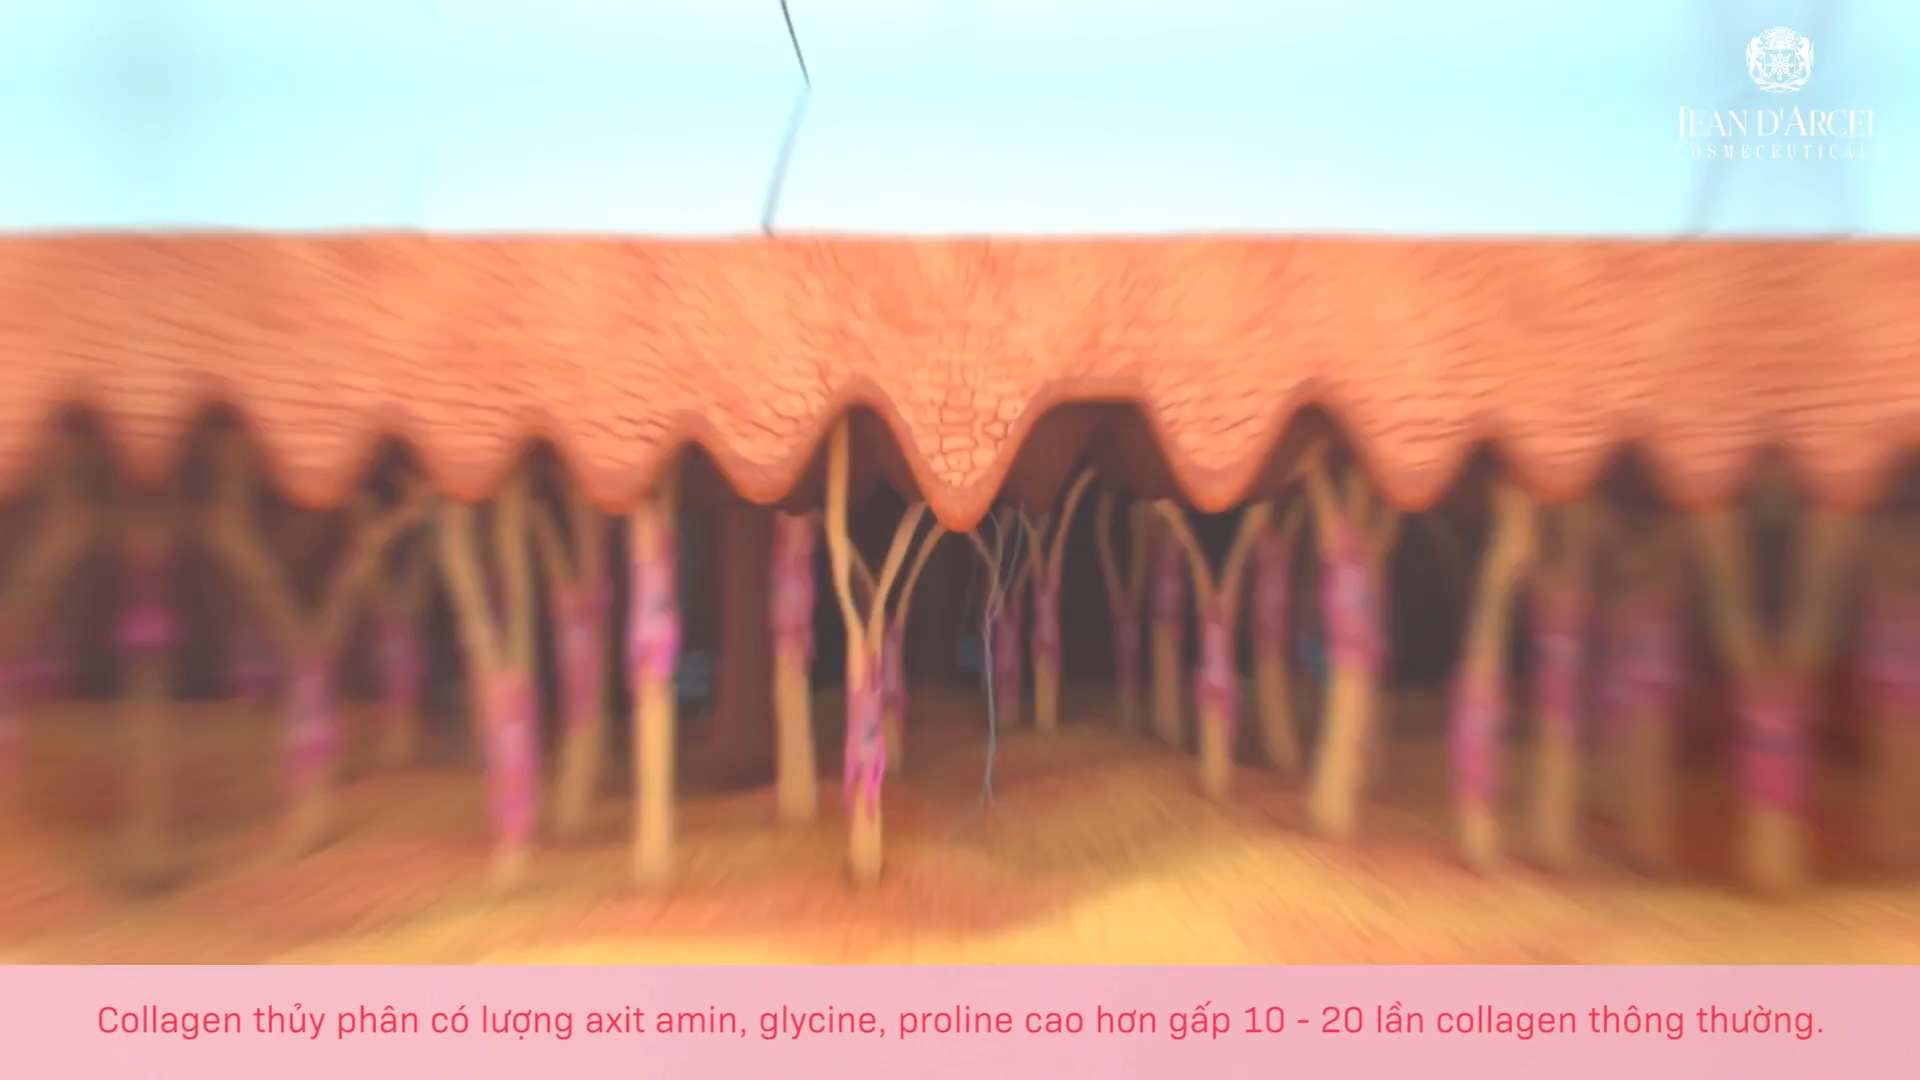 JEAN D'ARCEL
COSMECEUTICALS
Collagen thủy phân có lượng axit amin, glycine, proline cao hơn gấp 10 - 20 lần collagen thông thường.